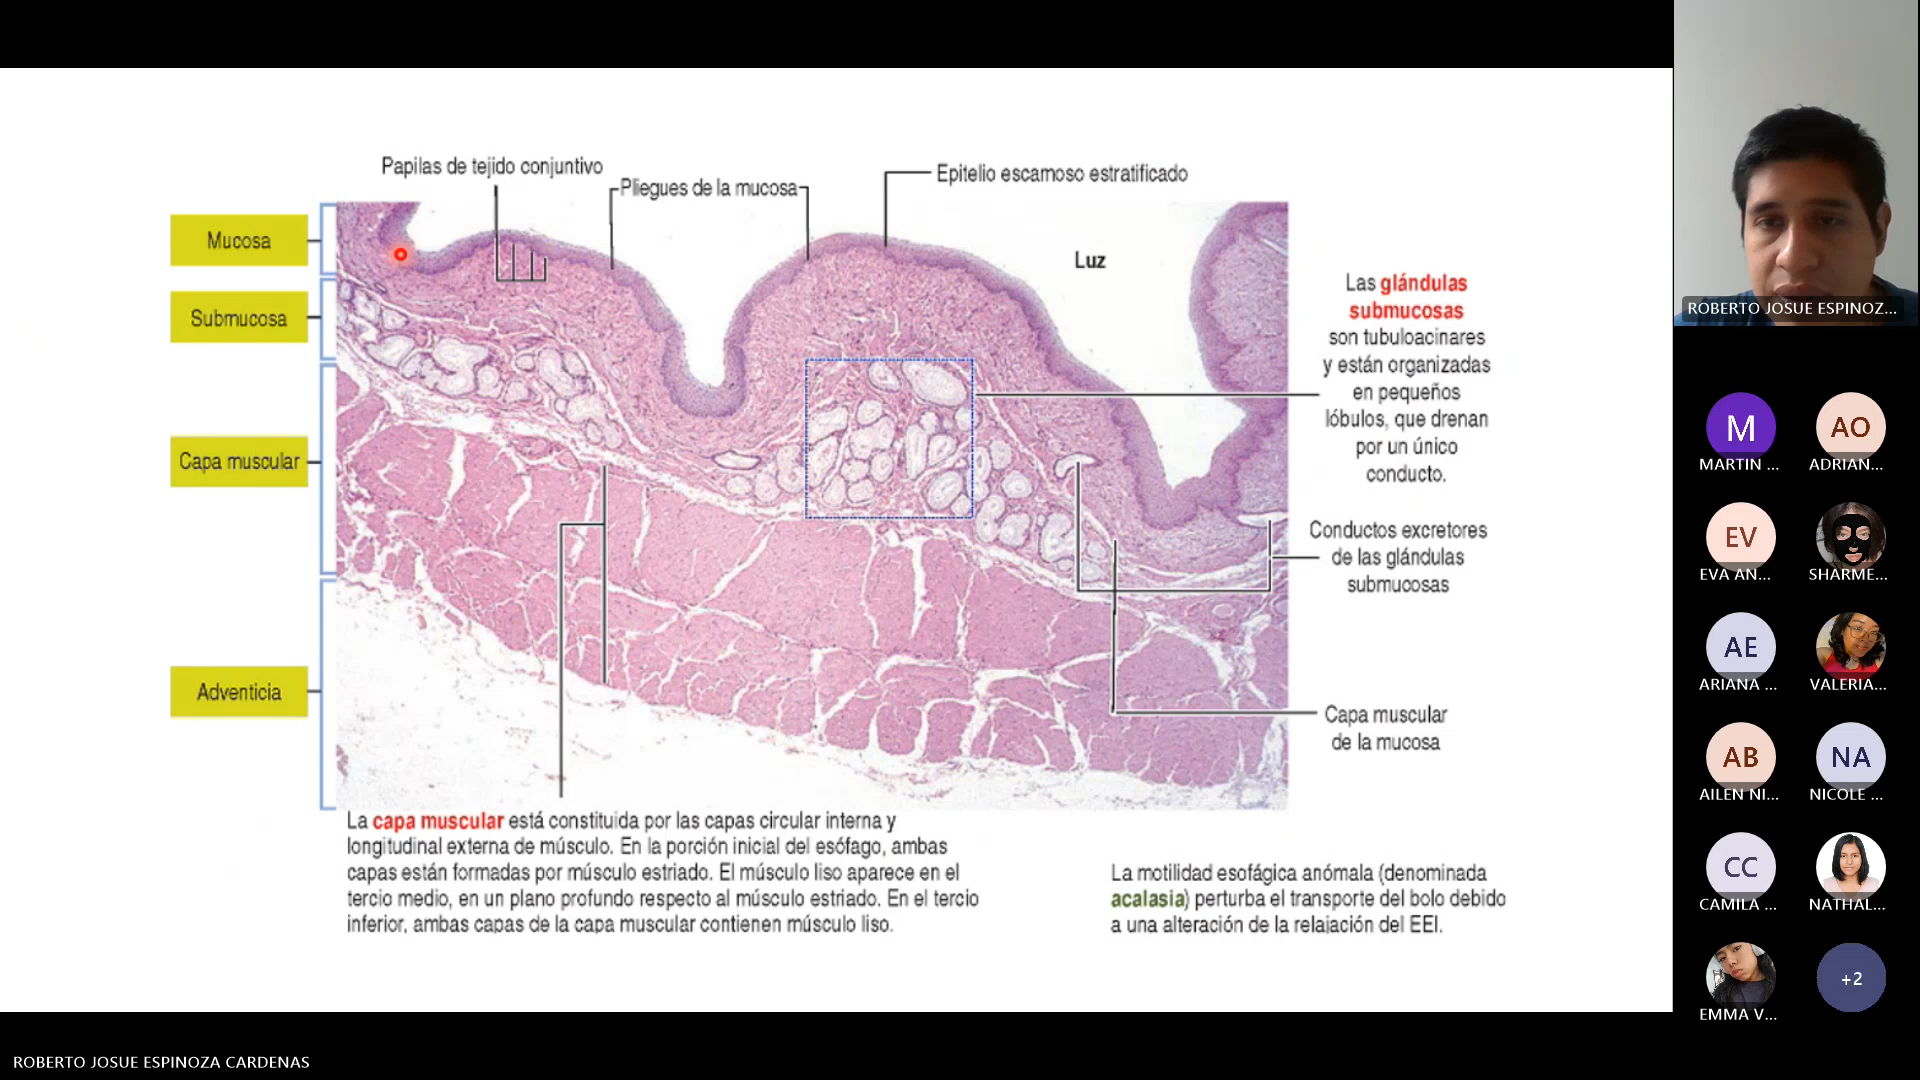 Papilas de tejido conjuntivo
Pliegues de la mucosa
Epitelio escamoso estratificado
Mucosa
Submucosa
Capa muscular
Adventicia
Luz
Las glándulas
submucosas
son tubuloacinares
y están organizadas
en pequeños
lóbulos, que drenan
por un único
conducto.
Conductos excretores
de las glándulas
submucosas
Capa muscular
de la mucosa
La capa muscular está constituida por las capas circular interna y
longitudinal externa de músculo. En la porción inicial del esófago, ambas
capas están formadas por músculo estriado. El músculo liso aparece en el
tercio medio, en un plano profundo respecto al músculo estriado. En el tercio
inferior, ambas capas de la capa muscular contienen músculo liso.
La motilidad esofágica anómala (denominada
acalasia) perturba el transporte del bolo debido
a una alteración de la relajación del EEI.
ROBERTO JOSUE ESPINOZ...
M
MARTIN ...
AO
ADRIAN...
EV
EVA AN...
SHARME...
AE
ARIANA ...
VALERIA...
AB
AILEN NI...
NA
NICOLE ...
CC
CAMILA ...
NATHAL...
EMMA V...
+2
ROBERTO JOSUE ESPINOZA CARDENAS